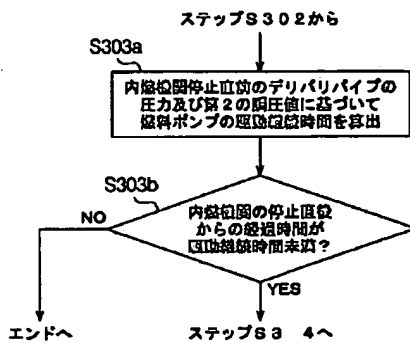 ステップS302から
S303a
内燃機関停止直前のデリバリパイプの
圧力及び第2の調圧値に基づいて
燃料ポンプの駆動継続時間を算出
S303b
内燃機関の停止直後
からの経過時間が
駆動継続時間未満?
NO
YES
エンドへ
ステップS3 4へ